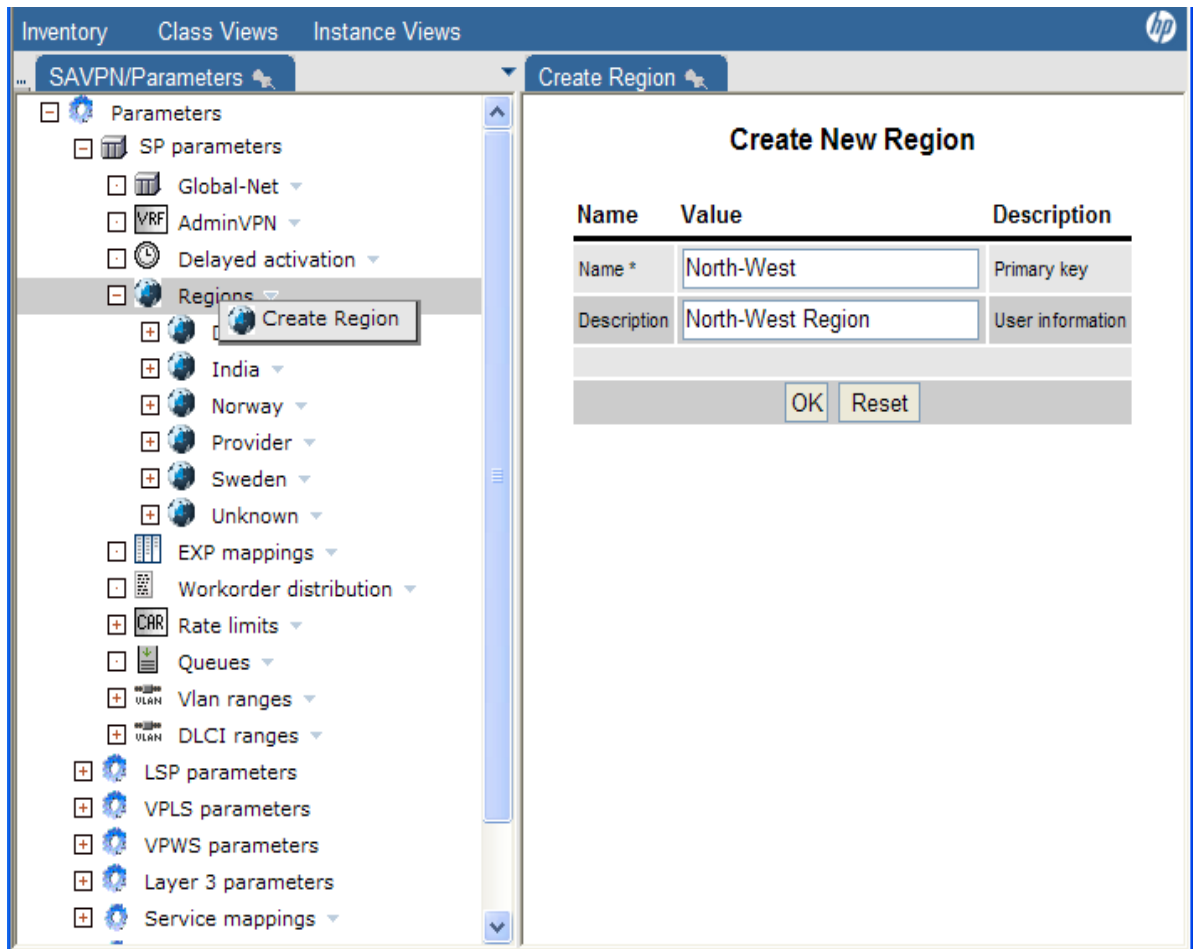 Inventory Class Views Instance Views hp
... SAVPN/Parameters Create Region
Parameters
SP parameters
Global-Net
VRF AdminVPN
Delayed activation
Regions
Create Region
India
Norway
Provider
Sweden
Unknown
EXP mappings
Workorder distribution
CAR Rate limits
Queues
VLAN Vlan ranges
VLAN DLCI ranges
LSP parameters
VPLS parameters
VPWS parameters
Layer 3 parameters
Service mappings
Create New Region
Name Value Description
Name * North-West Primary key
Description North-West Region User information
OK Reset